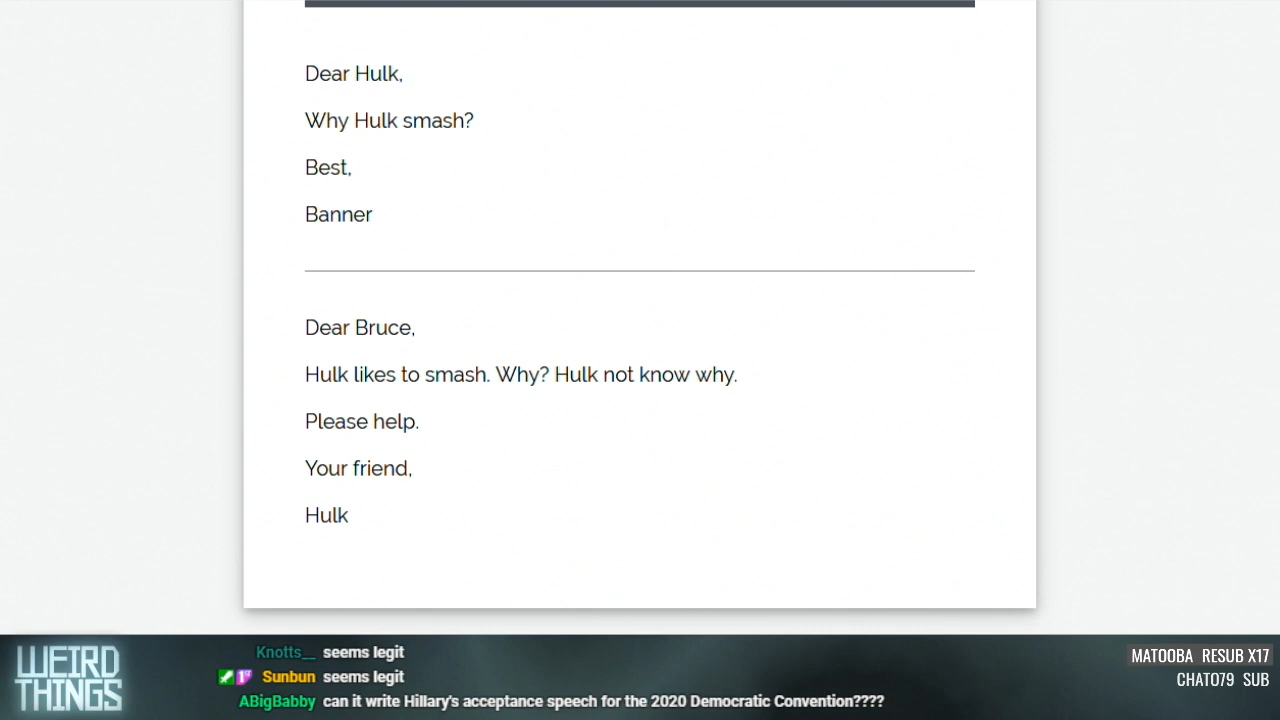 Dear Hulk,
Why Hulk smash?
Best,
Banner
Dear Bruce,
Hulk likes to smash. Why? Hulk not know why.
Please help.
Your friend,
Hulk
WEIRD
THINGS
Knotts__ seems legit
1st Sunbun seems legit
ABigBabby can it write Hillary's acceptance speech for the 2020 Democratic Convention????
MATOOBA RESUB X17
CHATO79 SUB